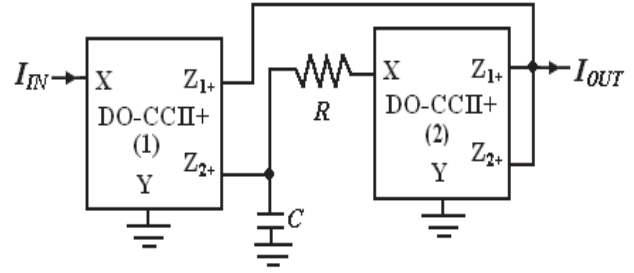 I_IN X Z1+ R X Z1+ I_OUT
DO-CCII+ DO-CCII+
(1) (2)
Z2+ Z2+
Y C Y